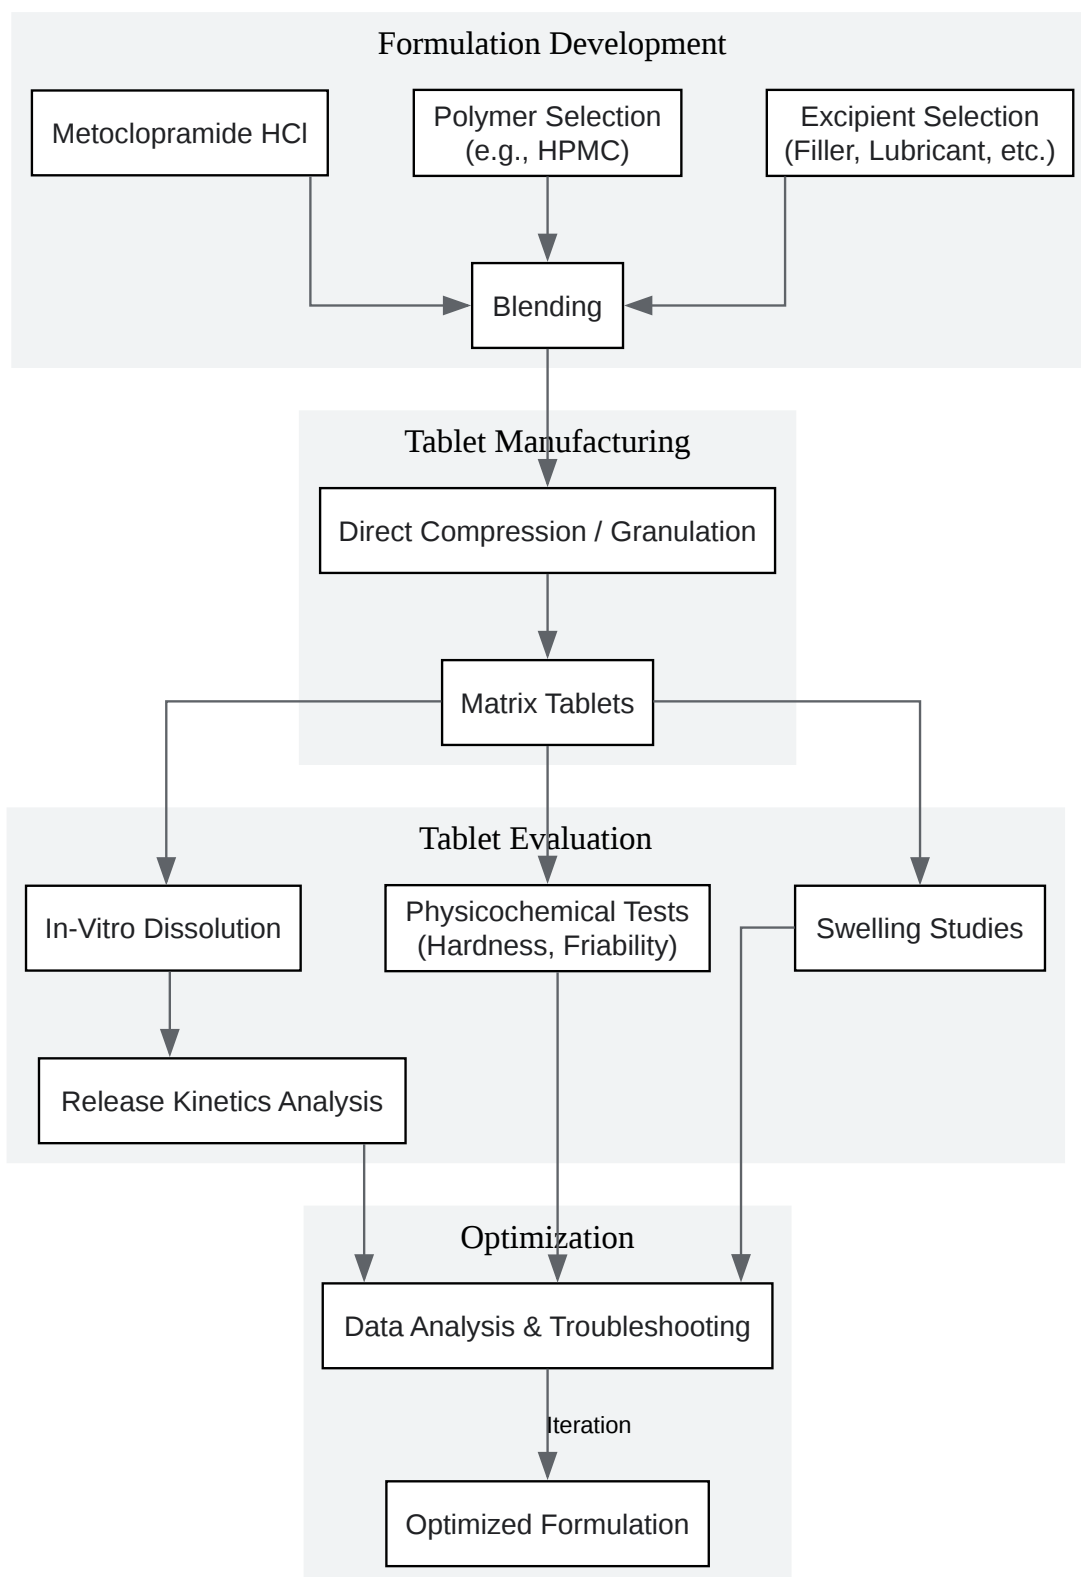 Formulation Development
Metoclopramide HCl
Polymer Selection
(e.g., HPMC)
Excipient Selection
(Filler, Lubricant, etc.)
Blending
Tablet Manufacturing
Direct Compression / Granulation
Matrix Tablets
Tablet Evaluation
In-Vitro Dissolution
Physicochemical Tests
(Hardness, Friability)
Swelling Studies
Release Kinetics Analysis
Optimization
Data Analysis & Troubleshooting
Iteration
Optimized Formulation